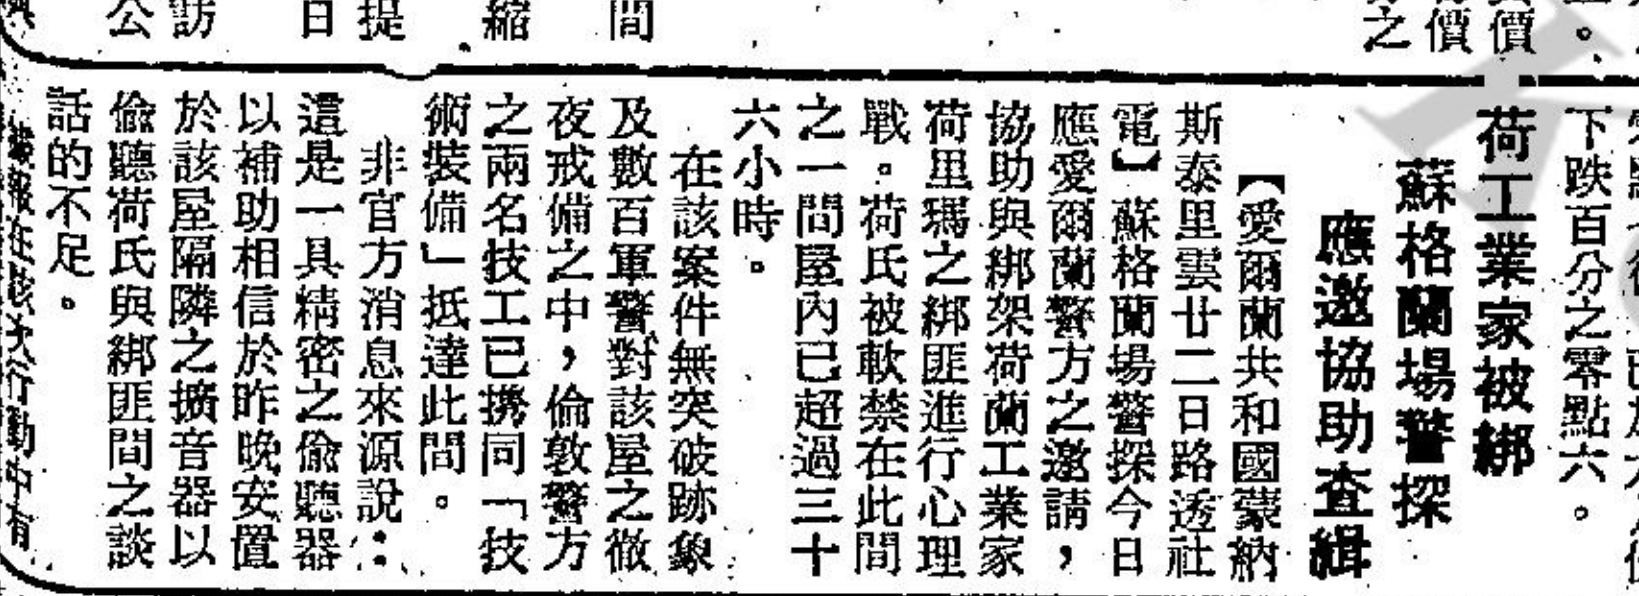 下跌百分之零點六。
荷工業家被綁
蘇格蘭場警探
應邀協助查緝
【愛爾蘭共和國蒙納
斯泰里雲廿二日路透社
電】蘇格蘭場警探今日
應愛爾蘭警方之邀請，
協助與綁架荷蘭工業家
荷里瑪之綁匪進行心理
戰。荷氏被軟禁在此間
之一間屋內已超過三十
六小時。
在該案件無突破跡象
及數百軍警對該屋之徹
夜戒備之中，倫敦警方
之兩名技工已携同「技
術裝備」抵達此間。
非官方消息來源說：
這是一具精密之偷聽器
以補助相信於昨晚安置
於該屋隔隣之擴音器以
偷聽荷氏與綁匪間之談
話的不足。